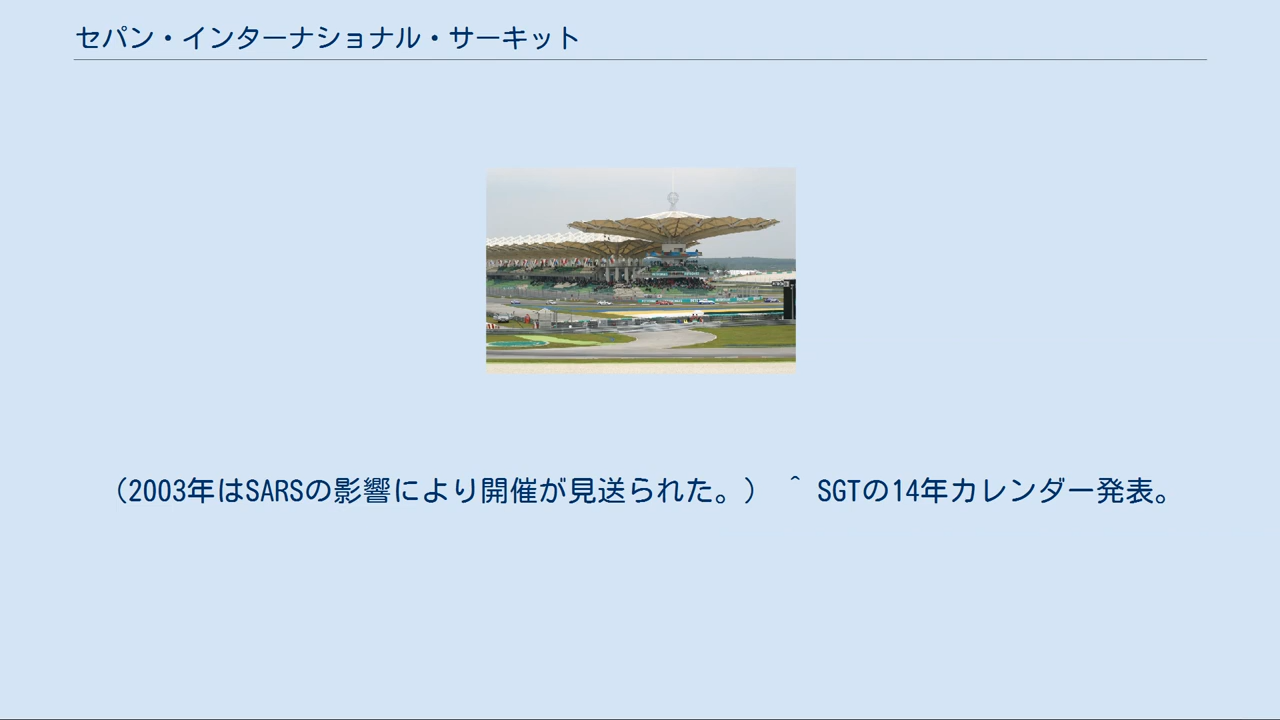 セパン・インターナショナル・サーキット
（2003年はSARSの影響により開催が見送られた。） ^ SGTの14年カレンダー発表。